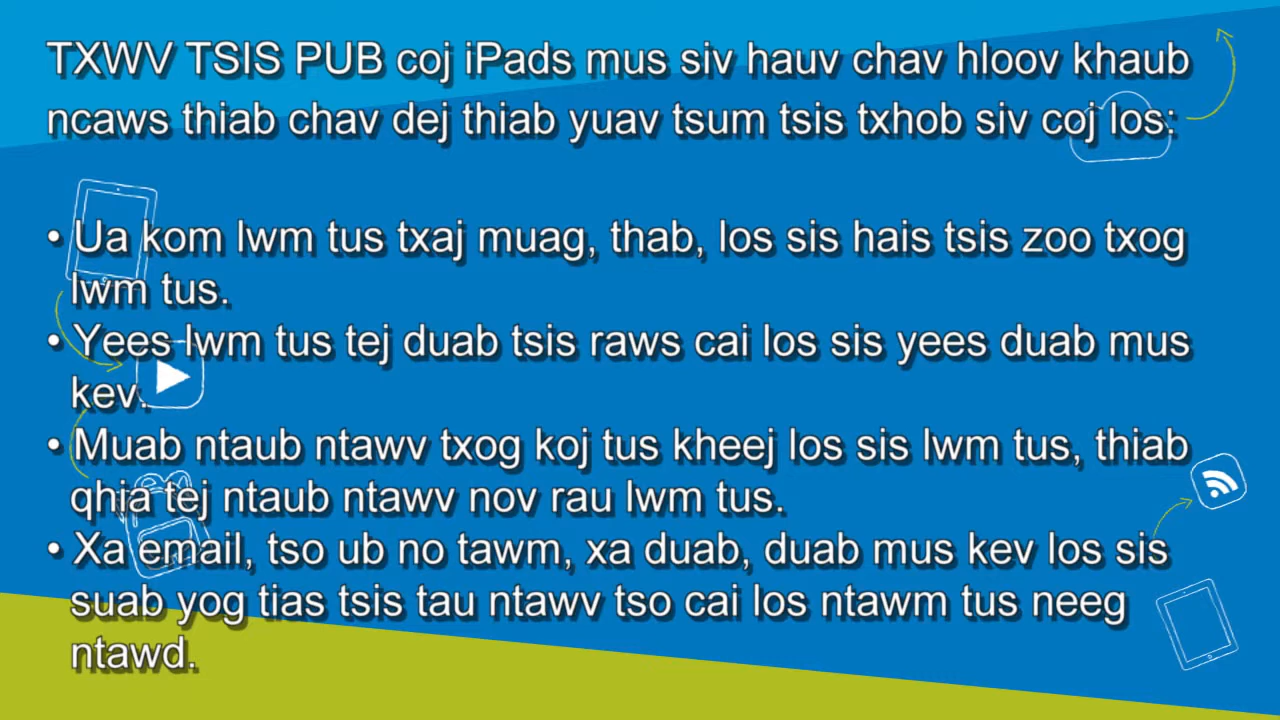 TXWV TSIS PUB coj iPads mus siv hauv chav hloov khaub
ncaws thiab chav dej thiab yuav tsum tsis txhob siv coj los:
• Ua kom lwm tus txaj muag, thab, los sis hais tsis zoo txog
lwm tus.
• Yees lwm tus tej duab tsis raws cai los sis yees duab mus
kev.
• Muab ntaub ntawv txog koj tus kheej los sis lwm tus, thiab
qhia tej ntaub ntawv nov rau lwm tus.
• Xa email, tso ub no tawm, xa duab, duab mus kev los sis
suab yog tias tsis tau ntawv tso cai los ntawm tus neeg
ntawd.